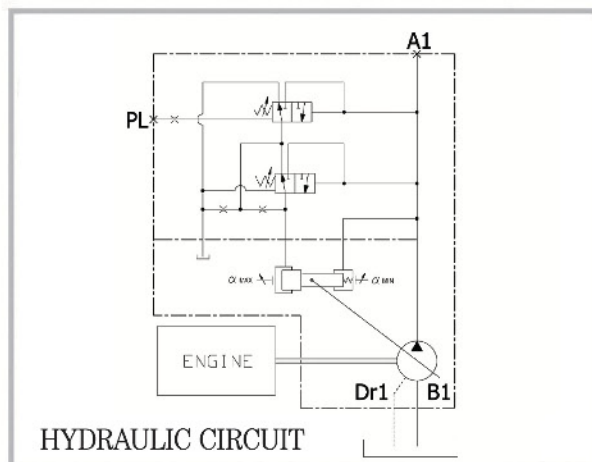 A1
PL
α MAX
α MIN
ENGINE
Dr1
B1
HYDRAULIC CIRCUIT